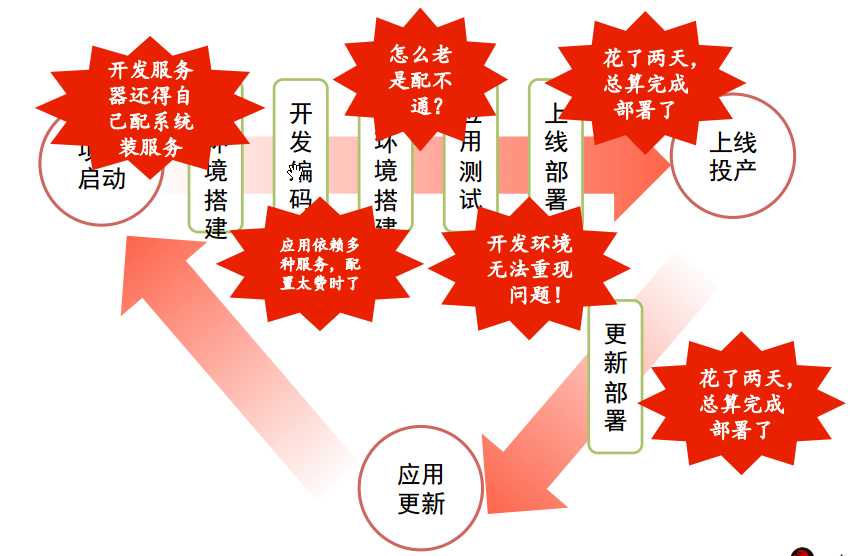 开发服务
器还得自
己配系统
装服务
启动
环境搭建
开发编码
怎么老
是配不
通?
环境搭建
应用测试
花了两天,
总算完成
部署了
上线部署
上线
投产
应用依赖多
种服务,配
置太费时了
开发环境
无法重现
问题!
更新部署
花了两天,
总算完成
部署了
应用
更新